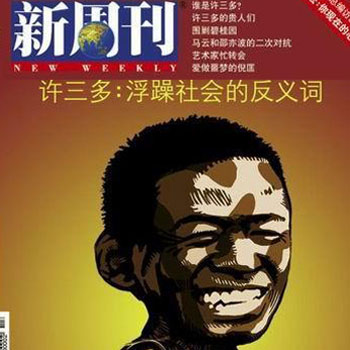 新周刊
NEW WEEKLY
谁是许三多?
许三多的贵人们
围剿碧桂园
马云和邵亦波的二次对抗
艺术家忙转会
爱做噩梦的倪匡
许三多:浮躁社会的反义词